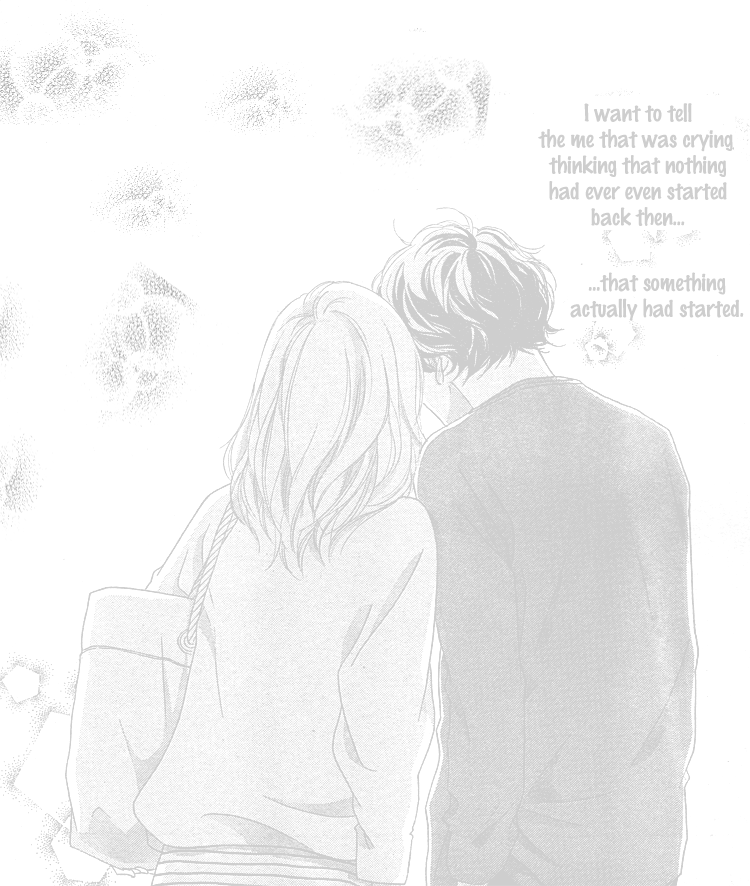 I want to tell
the me that was crying
thinking that nothing
had ever even started
back then...
...that something
actually had started.